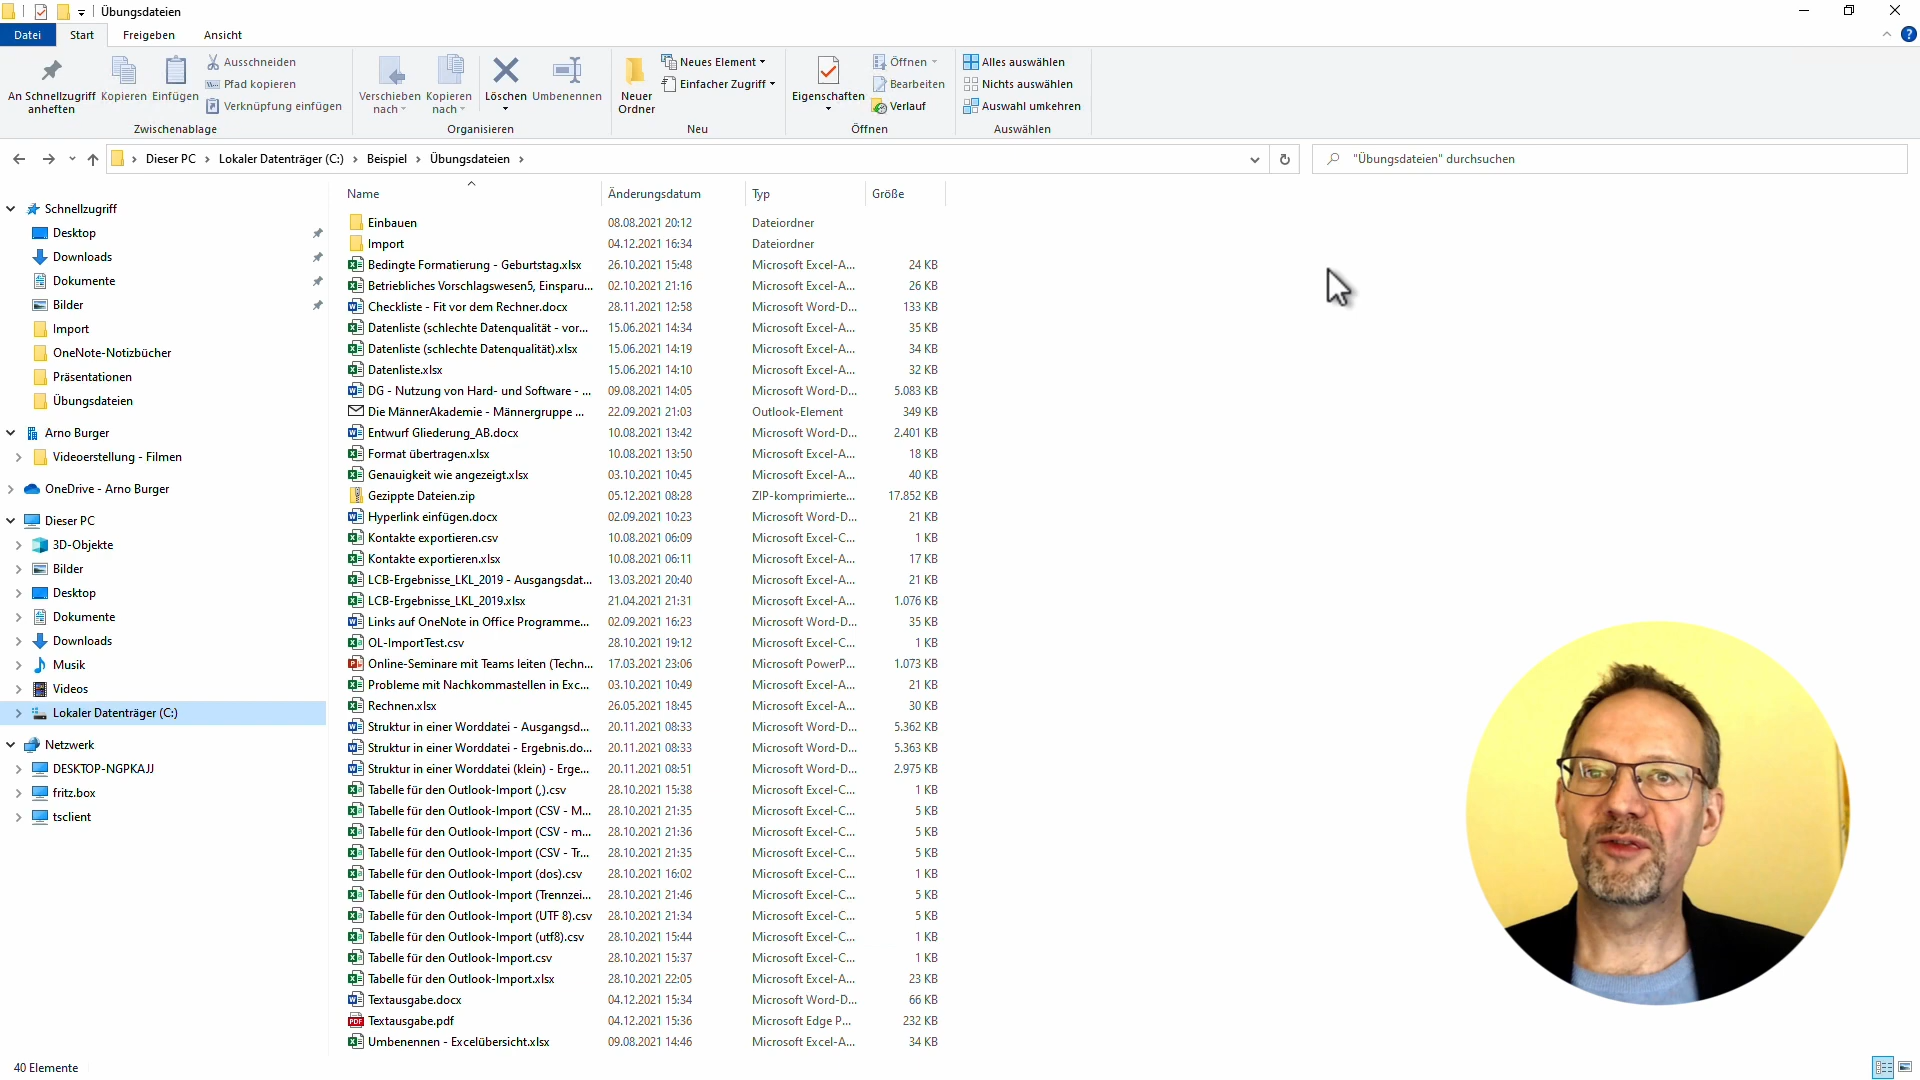 Übungsdateien
Datei Start Freigeben Ansicht
An Schnellzugriff anheften
Kopieren
Einfügen
Ausschneiden
Pfad kopieren
Verknüpfung einfügen
Zwischenablage
Verschieben nach
Kopieren nach
Löschen
Umbenennen
Organisieren
Neuer Ordner
Neues Element
Einfacher Zugriff
Neu
Eigenschaften
Öffnen
Bearbeiten
Verlauf
Öffnen
Alles auswählen
Nichts auswählen
Auswahl umkehren
Auswählen
Dieser PC > Lokaler Datenträger (C:) > Beispiel > Übungsdateien >
"Übungsdateien" durchsuchen
Schnellzugriff
Desktop
Downloads
Dokumente
Bilder
Import
OneNote-Notizbücher
Präsentationen
Übungsdateien
Arno Burger
Videoerstellung - Filmen
OneDrive - Arno Burger
Dieser PC
3D-Objekte
Bilder
Desktop
Dokumente
Downloads
Musik
Videos
Lokaler Datenträger (C:)
Netzwerk
DESKTOP-NGPKAJJ
fritz.box
tsclient
Name Änderungsdatum Typ Größe
Einbauen 08.08.2021 20:12 Dateiordner
Import 04.12.2021 16:34 Dateiordner
Bedingte Formatierung - Geburtstag.xlsx 26.10.2021 15:48 Microsoft Excel-A... 24 KB
Betriebliches Vorschlagswesen5, Einsparu... 02.10.2021 21:16 Microsoft Excel-A... 26 KB
Checkliste - Fit vor dem Rechner.docx 28.11.2021 12:58 Microsoft Word-D... 133 KB
Datenliste (schlechte Datenqualität - vor... 15.06.2021 14:34 Microsoft Excel-A... 35 KB
Datenliste (schlechte Datenqualität).xlsx 15.06.2021 14:19 Microsoft Excel-A... 34 KB
Datenliste.xlsx 15.06.2021 14:10 Microsoft Excel-A... 32 KB
DG - Nutzung von Hard- und Software - ... 09.08.2021 14:05 Microsoft Word-D... 5.083 KB
Die MännerAkademie - Männergruppe ... 22.09.2021 21:03 Outlook-Element 349 KB
Entwurf Gliederung_AB.docx 10.08.2021 13:42 Microsoft Word-D... 2.401 KB
Format übertragen.xlsx 10.08.2021 13:50 Microsoft Excel-A... 18 KB
Genauigkeit wie angezeigt.xlsx 03.10.2021 10:45 Microsoft Excel-A... 40 KB
Gezippte Dateien.zip 05.12.2021 08:28 ZIP-komprimierte... 17.852 KB
Hyperlink einfügen.docx 02.09.2021 10:23 Microsoft Word-D... 21 KB
Kontakte exportieren.csv 10.08.2021 06:09 Microsoft Excel-C... 1 KB
Kontakte exportieren.xlsx 10.08.2021 06:11 Microsoft Excel-A... 17 KB
LCB-Ergebnisse_LKL_2019 - Ausgangsdat... 13.03.2021 20:40 Microsoft Excel-A... 21 KB
LCB-Ergebnisse_LKL_2019.xlsx 21.04.2021 21:31 Microsoft Excel-A... 1.076 KB
Links auf OneNote in Office Programme... 02.09.2021 16:23 Microsoft Word-D... 35 KB
OL-ImportTest.csv 28.10.2021 19:12 Microsoft Excel-C... 1 KB
Online-Seminare mit Teams leiten (Techn... 17.03.2021 23:06 Microsoft PowerP... 1.073 KB
Probleme mit Nachkommastellen in Exc... 03.10.2021 10:49 Microsoft Excel-A... 21 KB
Rechnen.xlsx 26.05.2021 18:45 Microsoft Excel-A... 30 KB
Struktur in einer Worddatei - Ausgangsd... 20.11.2021 08:33 Microsoft Word-D... 5.362 KB
Struktur in einer Worddatei - Ergebnis.do... 20.11.2021 08:33 Microsoft Word-D... 5.363 KB
Struktur in einer Worddatei (klein) - Erge... 20.11.2021 08:51 Microsoft Word-D... 2.975 KB
Tabelle für den Outlook-Import (,).csv 28.10.2021 15:38 Microsoft Excel-C... 1 KB
Tabelle für den Outlook-Import (CSV - M... 28.10.2021 21:35 Microsoft Excel-C... 5 KB
Tabelle für den Outlook-Import (CSV - m... 28.10.2021 21:36 Microsoft Excel-C... 5 KB
Tabelle für den Outlook-Import (CSV - Tr... 28.10.2021 21:35 Microsoft Excel-C... 5 KB
Tabelle für den Outlook-Import (dos).csv 28.10.2021 16:02 Microsoft Excel-C... 1 KB
Tabelle für den Outlook-Import (Trennzei... 28.10.2021 21:46 Microsoft Excel-C... 5 KB
Tabelle für den Outlook-Import (UTF 8).csv 28.10.2021 21:34 Microsoft Excel-C... 5 KB
Tabelle für den Outlook-Import (utf8).csv 28.10.2021 15:44 Microsoft Excel-C... 1 KB
Tabelle für den Outlook-Import.csv 28.10.2021 15:37 Microsoft Excel-C... 1 KB
Tabelle für den Outlook-Import.xlsx 28.10.2021 22:05 Microsoft Excel-A... 23 KB
Textausgabe.docx 04.12.2021 15:34 Microsoft Word-D... 66 KB
Textausgabe.pdf 04.12.2021 15:36 Microsoft Edge P... 232 KB
Umbenennen - Excelübersicht.xlsx 09.08.2021 14:46 Microsoft Excel-A... 34 KB
40 Elemente